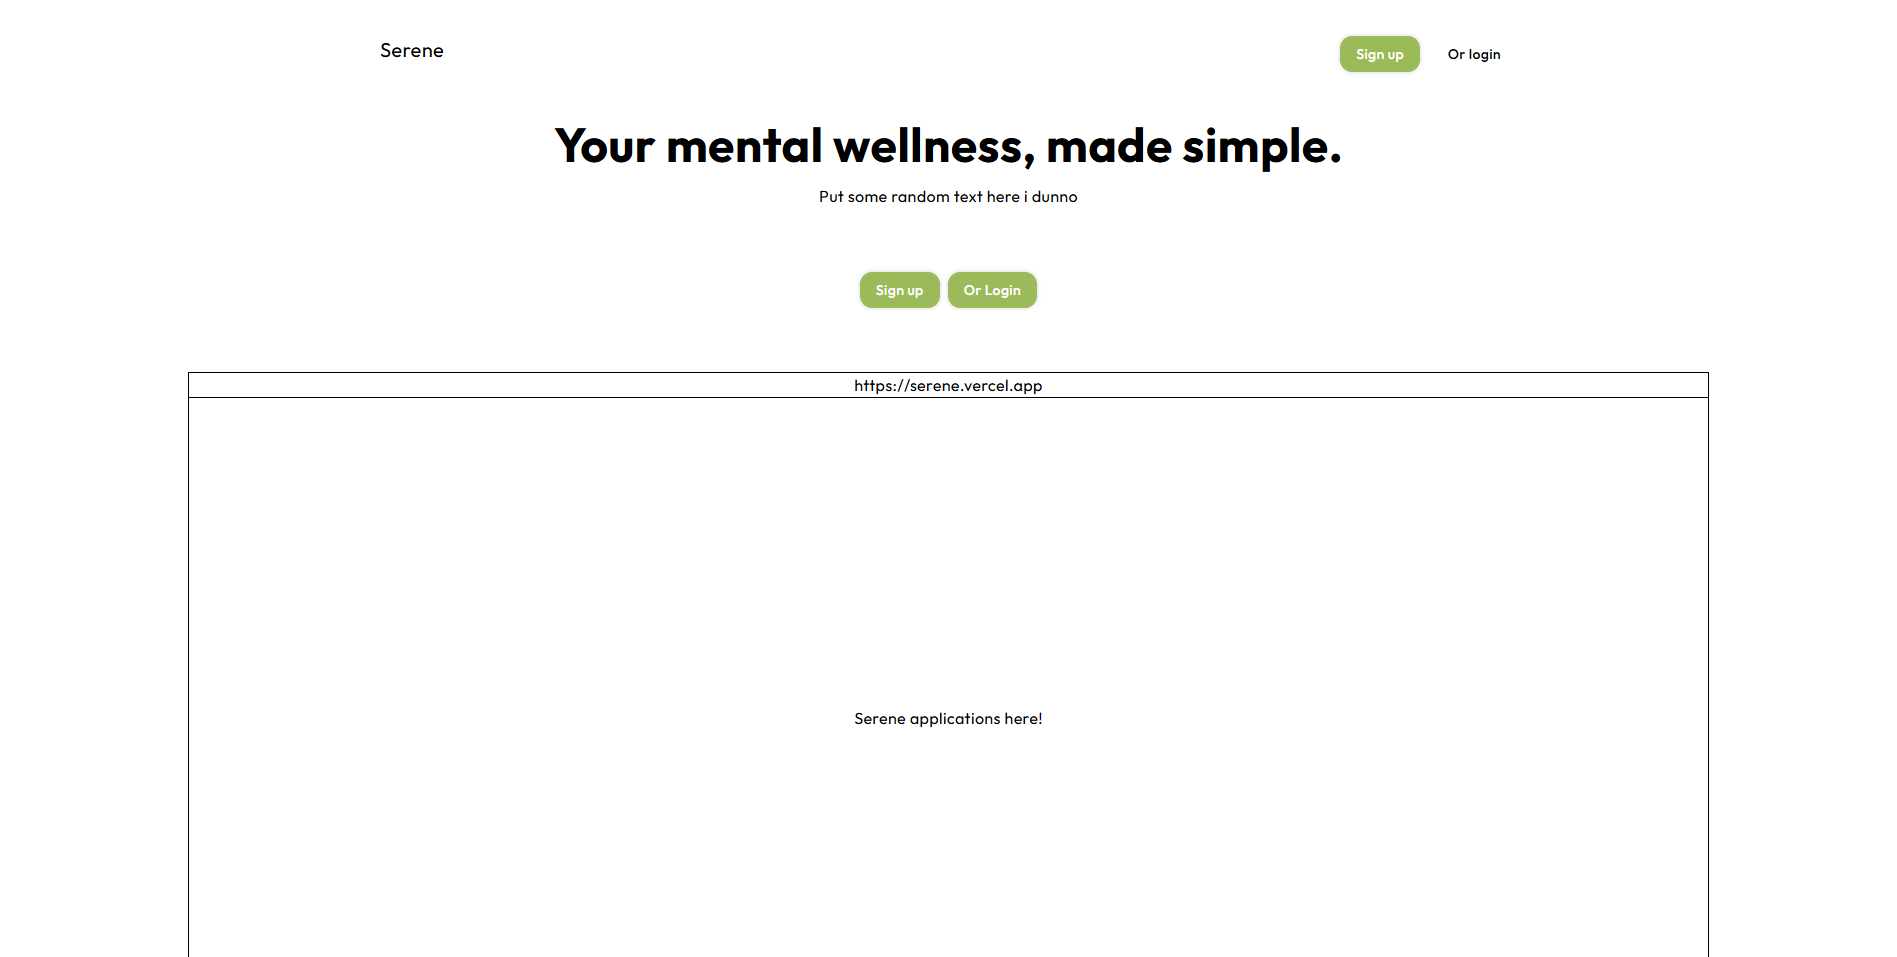 Serene
Sign up
Or login
Your mental wellness, made simple.
Put some random text here i dunno
Sign up
Or Login
https://serene.vercel.app
Serene applications here!